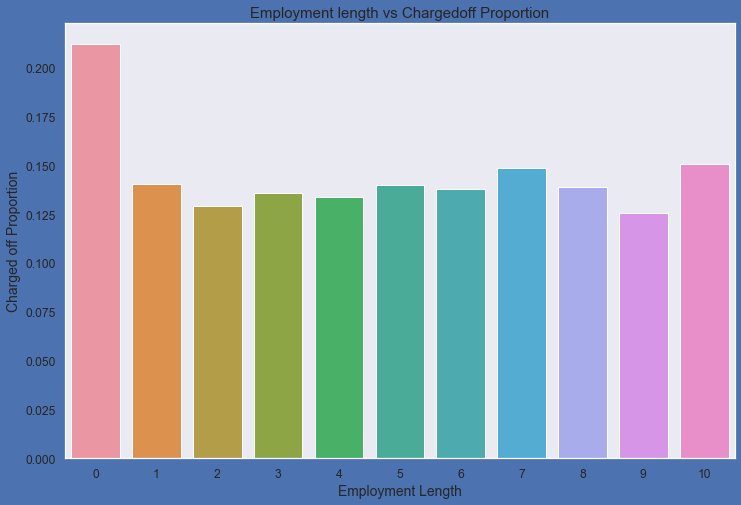 Employment length vs Chargedoff Proportion
Charged off Proportion
0.200
0.175
0.150
0.125
0.100
0.075
0.050
0.025
0.000
0 1 2 3 4 5 6 7 8 9 10
Employment Length